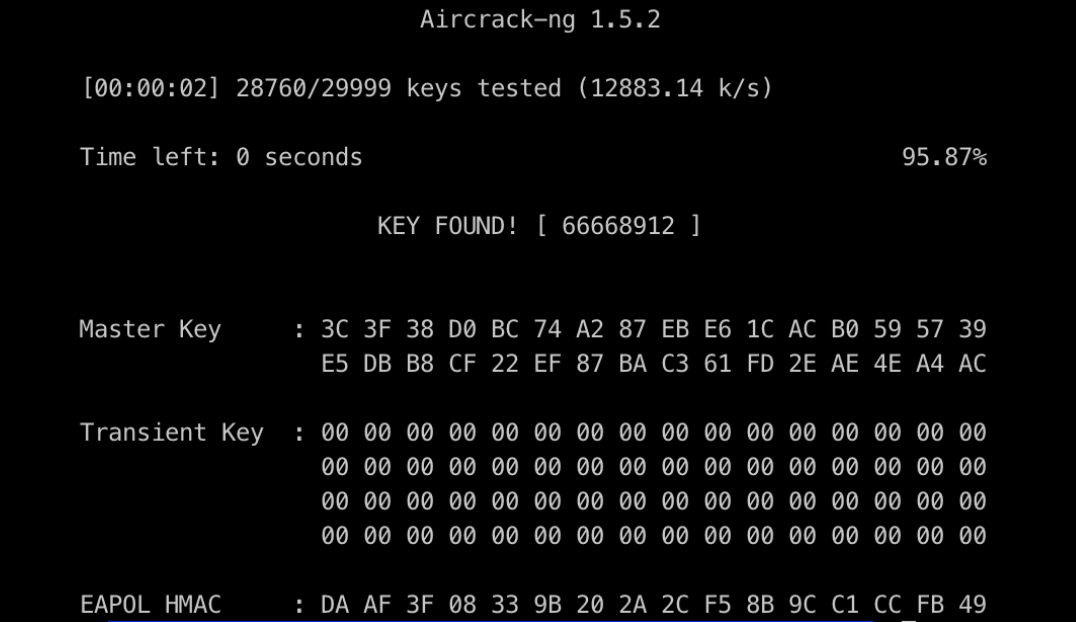 Aircrack-ng 1.5.2
[00:00:02] 28760/29999 keys tested (12883.14 k/s)
Time left: 0 seconds 95.87%
KEY FOUND! [ 66668912 ]
Master Key : 3C 3F 38 D0 BC 74 A2 87 EB E6 1C AC B0 59 57 39
E5 DB B8 CF 22 EF 87 BA C3 61 FD 2E AE 4E A4 AC
Transient Key : 00 00 00 00 00 00 00 00 00 00 00 00 00 00 00 00
00 00 00 00 00 00 00 00 00 00 00 00 00 00 00 00
00 00 00 00 00 00 00 00 00 00 00 00 00 00 00 00
00 00 00 00 00 00 00 00 00 00 00 00 00 00 00 00
EAPOL HMAC : DA AF 3F 08 33 9B 20 2A 2C F5 8B 9C C1 CC FB 49